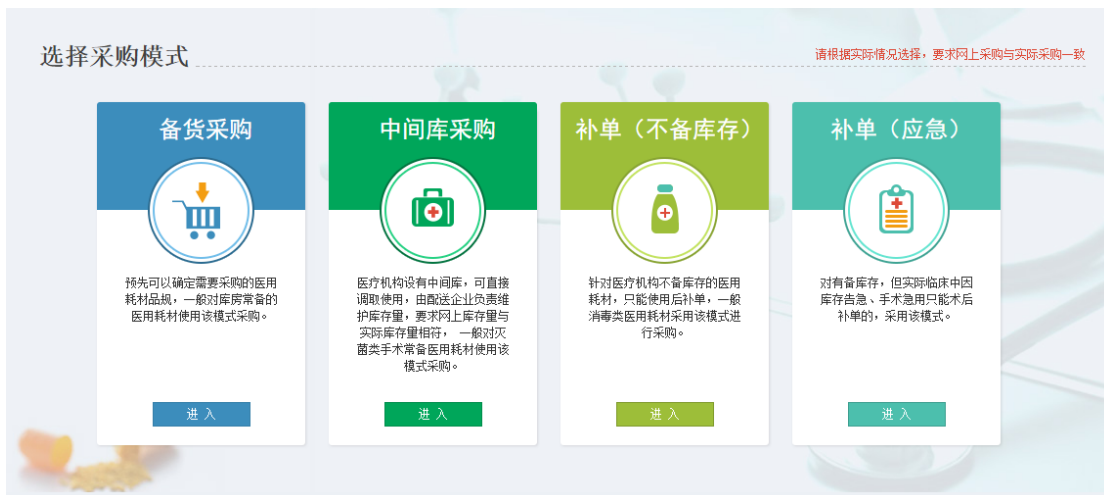 选择采购模式
请根据实际情况选择，要求网上采购与实际采购一致
备货采购
预先可以确定需要采购的医用
耗材品规，一般对库房常备的
医用耗材使用该模式采购。
进 入
中间库采购
医疗机构设有中间库，可直接
调取使用，由配送企业负责维
护库存量，要求网上库存量与
实际库存量相符， 一般对灭
菌类手术常备医用耗材使用该
模式采购。
进 入
补单（不备库存）
针对医疗机构不备库存的医用
耗材，只能使用后补单，一般
消毒类医用耗材采用该模式进
行采购。
进 入
补单（应急）
对有备库存，但实际临床中因
库存告急、手术急用只能术后
补单的，采用该模式。
进 入